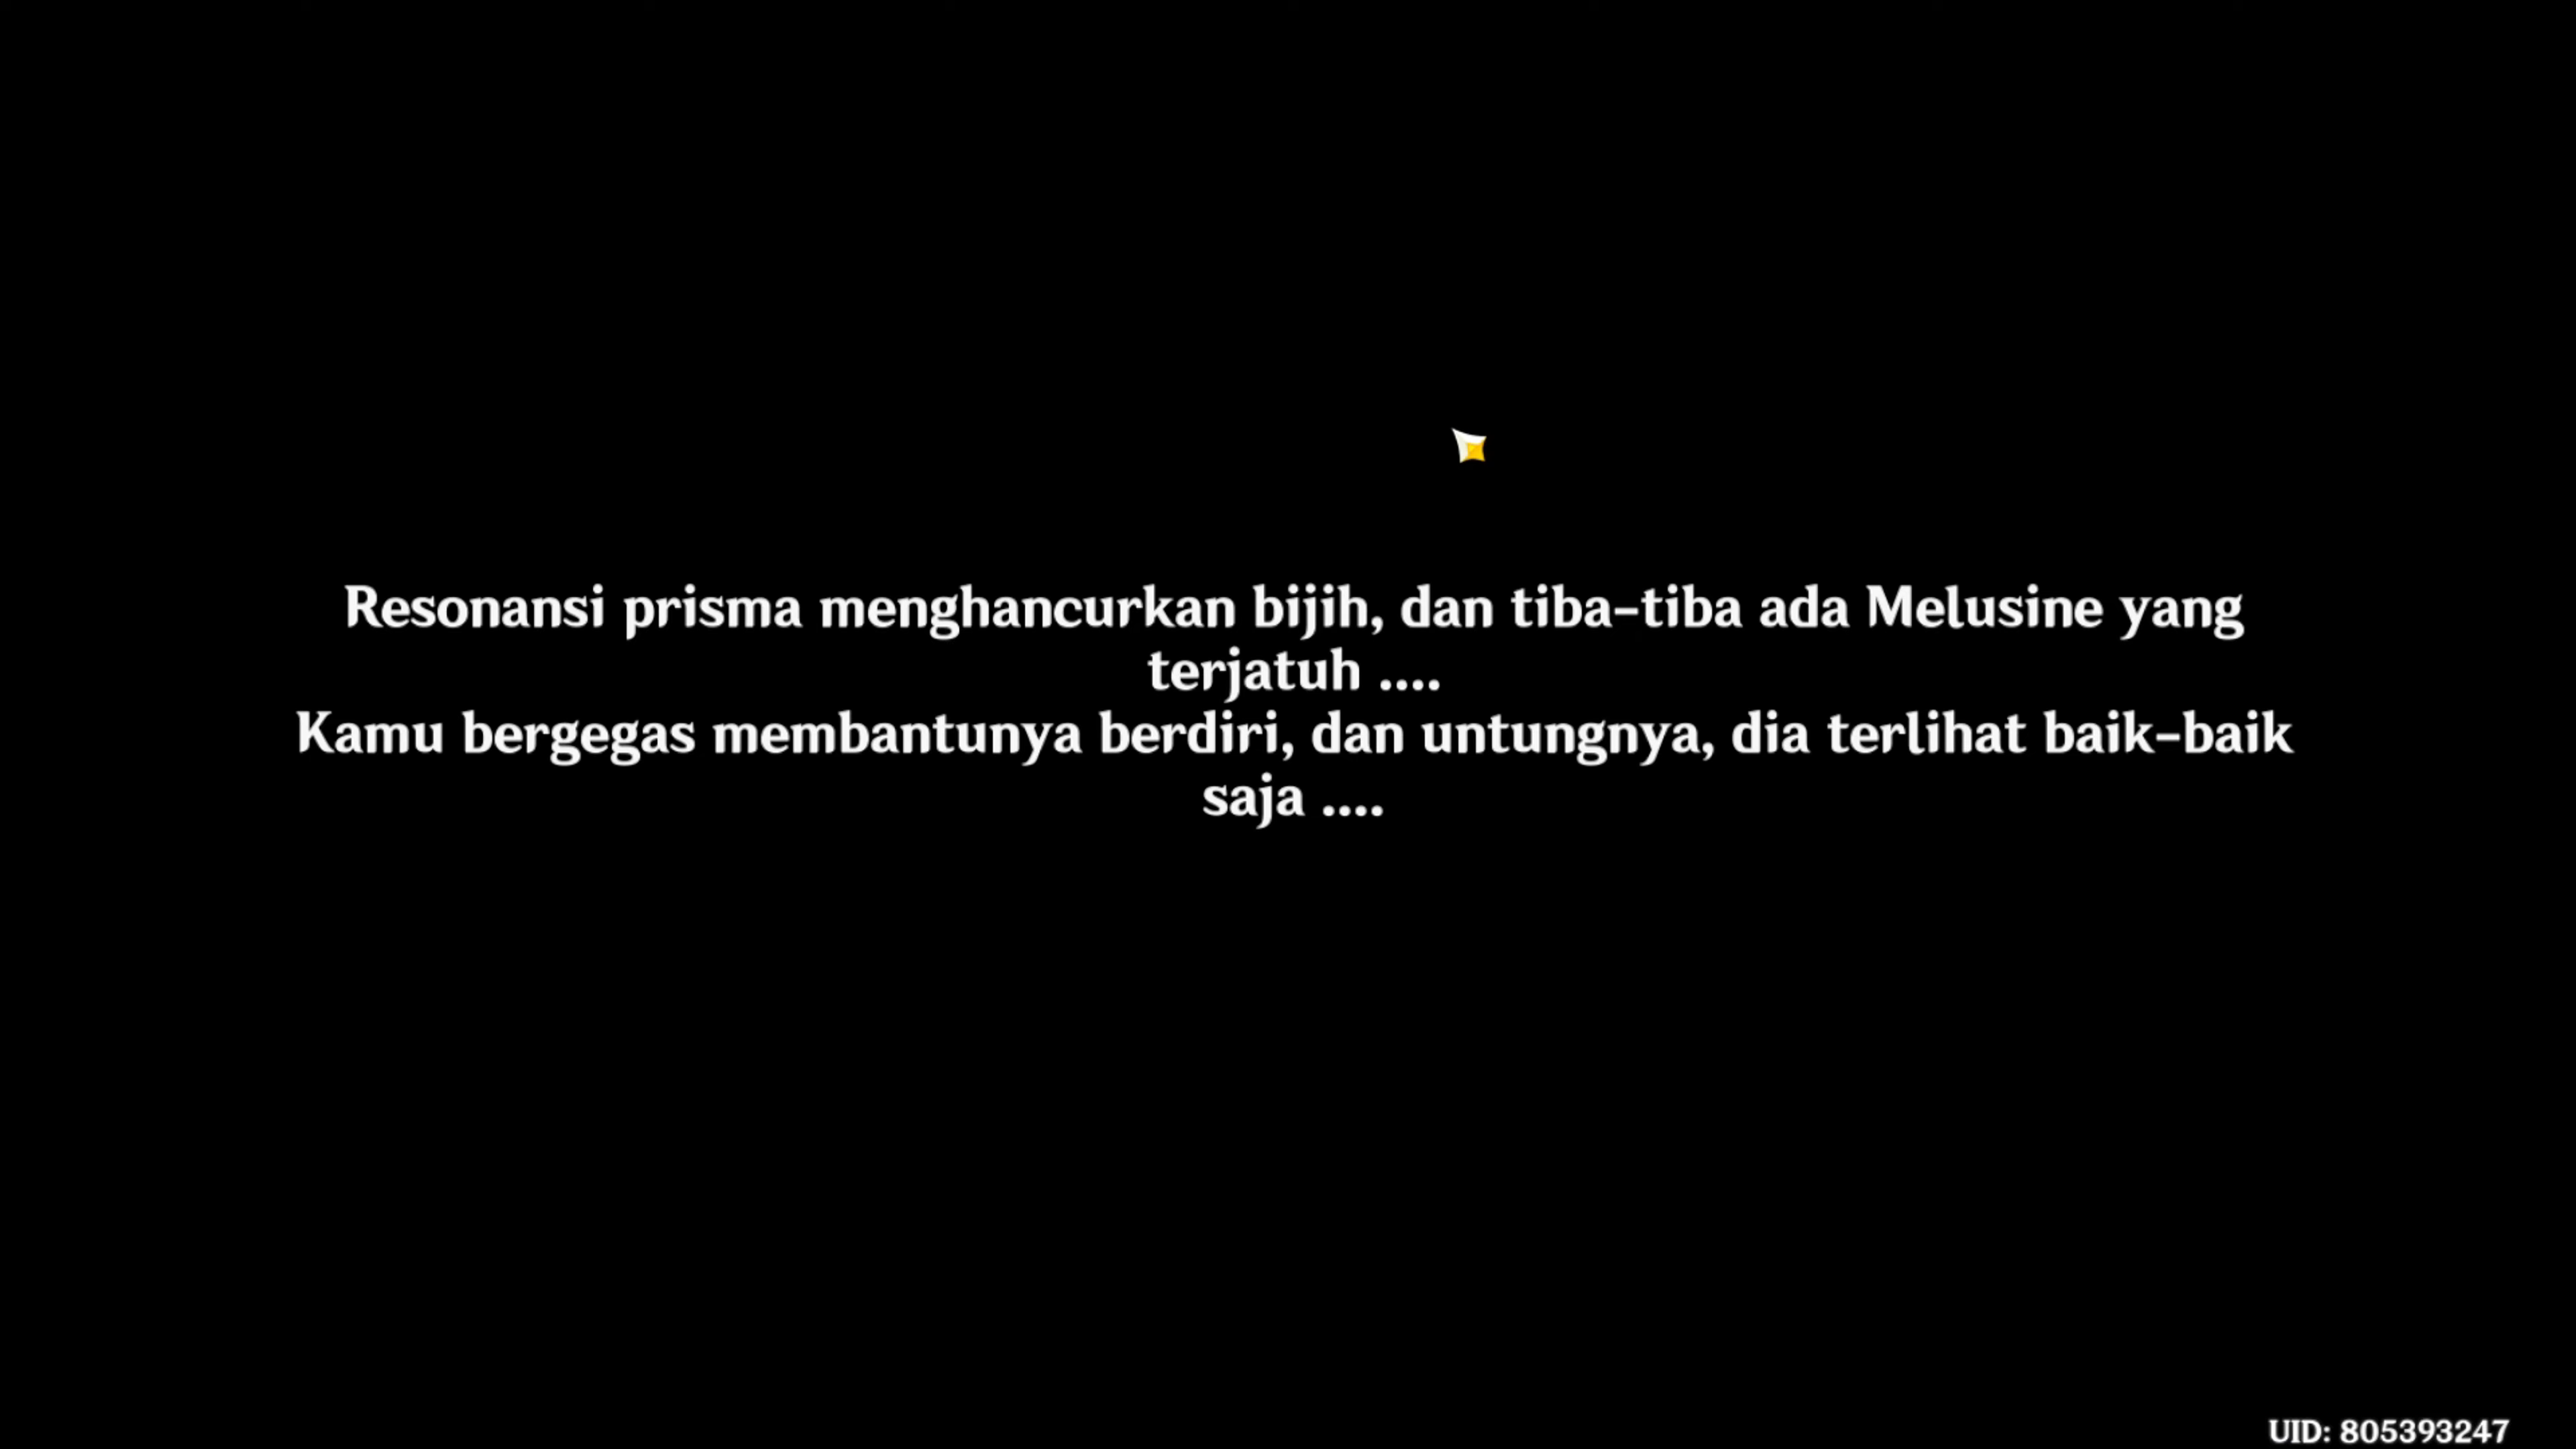 Resonansi prisma menghancurkan bijih, dan tiba-tiba ada Melusine yang
terjatuh ....
Kamu bergegas membantunya berdiri, dan untungnya, dia terlihat baik-baik
saja ....
UID: 805393247